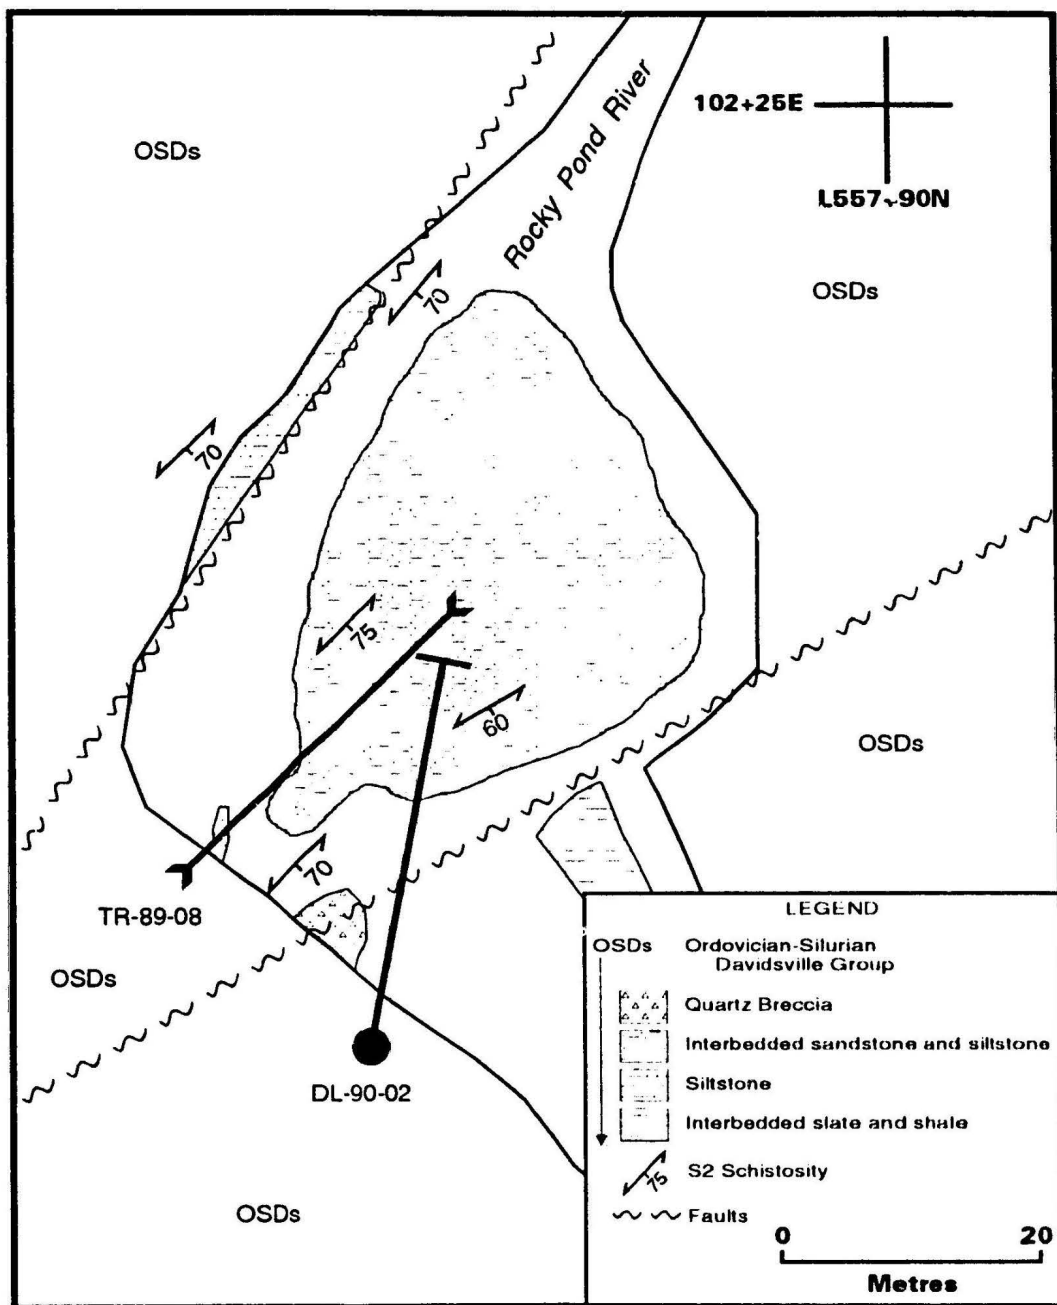 OSDs
Rocky Pond River
102+25E
L557+90N
OSDs
70
70
75
60
OSDs
70
TR-89-08
OSDs
DL-90-02
OSDs
LEGEND
OSDs Ordovician-Silurian
Davidsville Group
Quartz Breccia
Interbedded sandstone and siltstone
Siltstone
Interbedded slate and shale
75 S2 Schistosity
Faults
0 20
Metres